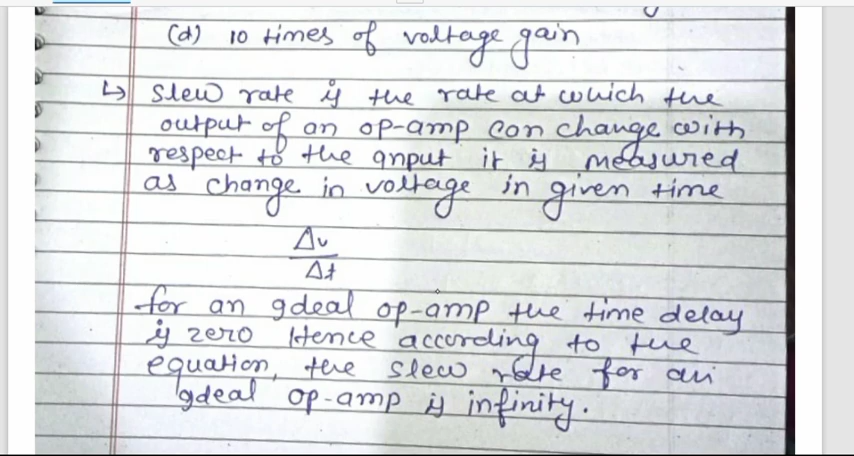 (d) 10 times of voltage gain
↳ Slew rate is the rate at which the
output of an op-amp can change with
respect to the input it is measured
as change in voltage in given time
Δv
Δt
for an ideal op-amp the time delay
is zero Hence according to the
equation, the slew rate for an
ideal op-amp is infinity.